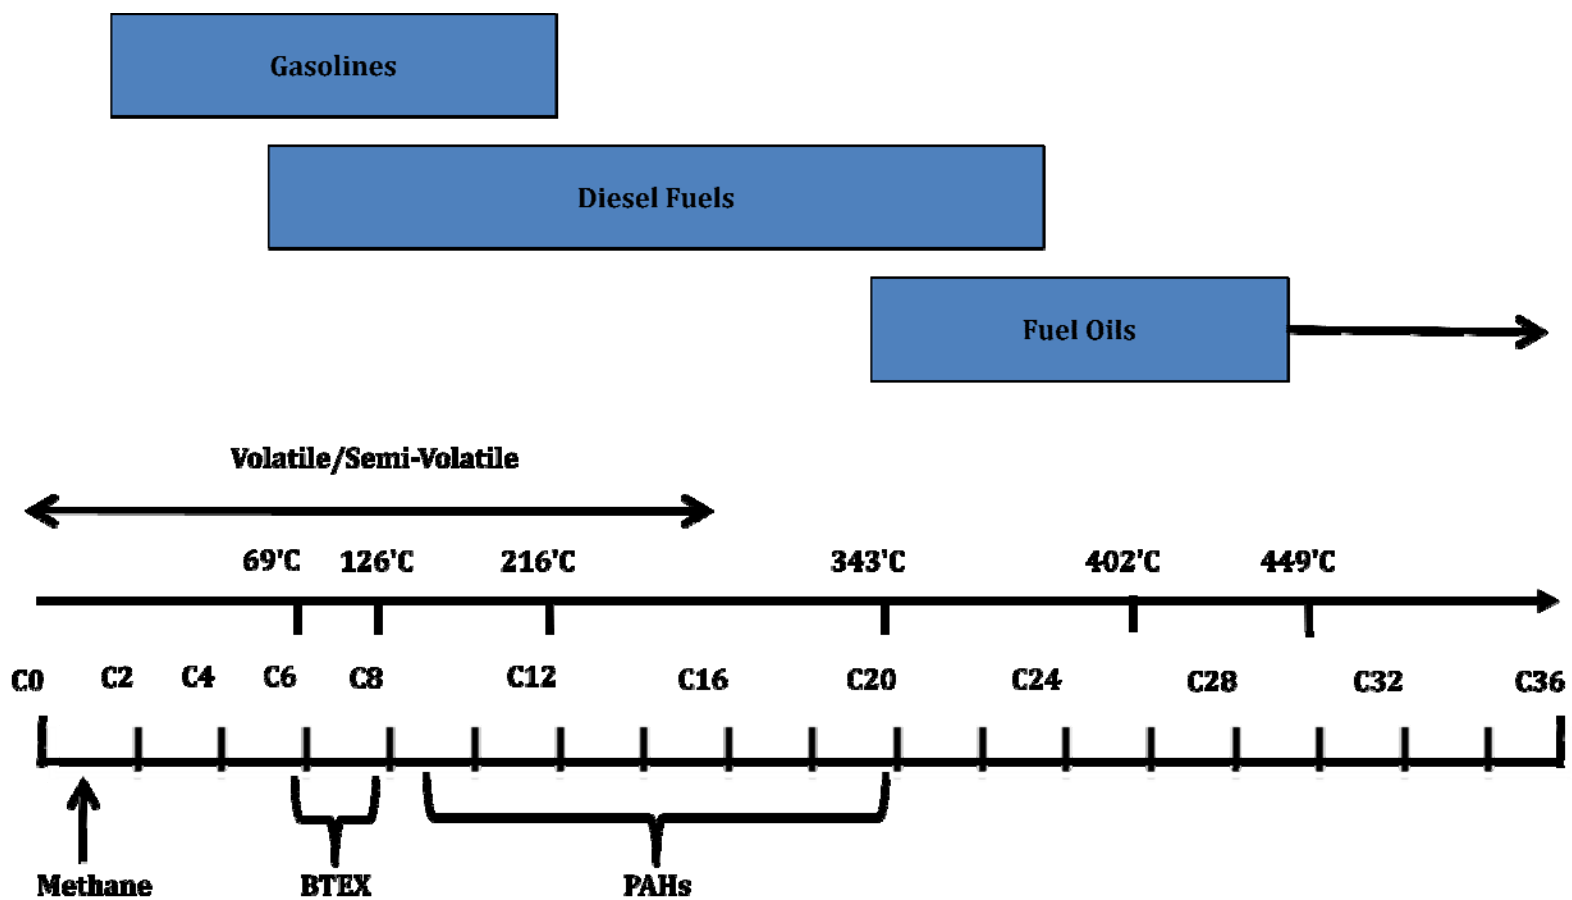 Gasolines
Diesel Fuels
Fuel Oils
Volatile/Semi-Volatile
69'C 126'C 216'C 343'C 402'C 449'C
C0 C2 C4 C6 C8 C12 C16 C20 C24 C28 C32 C36
Methane BTEX PAHs